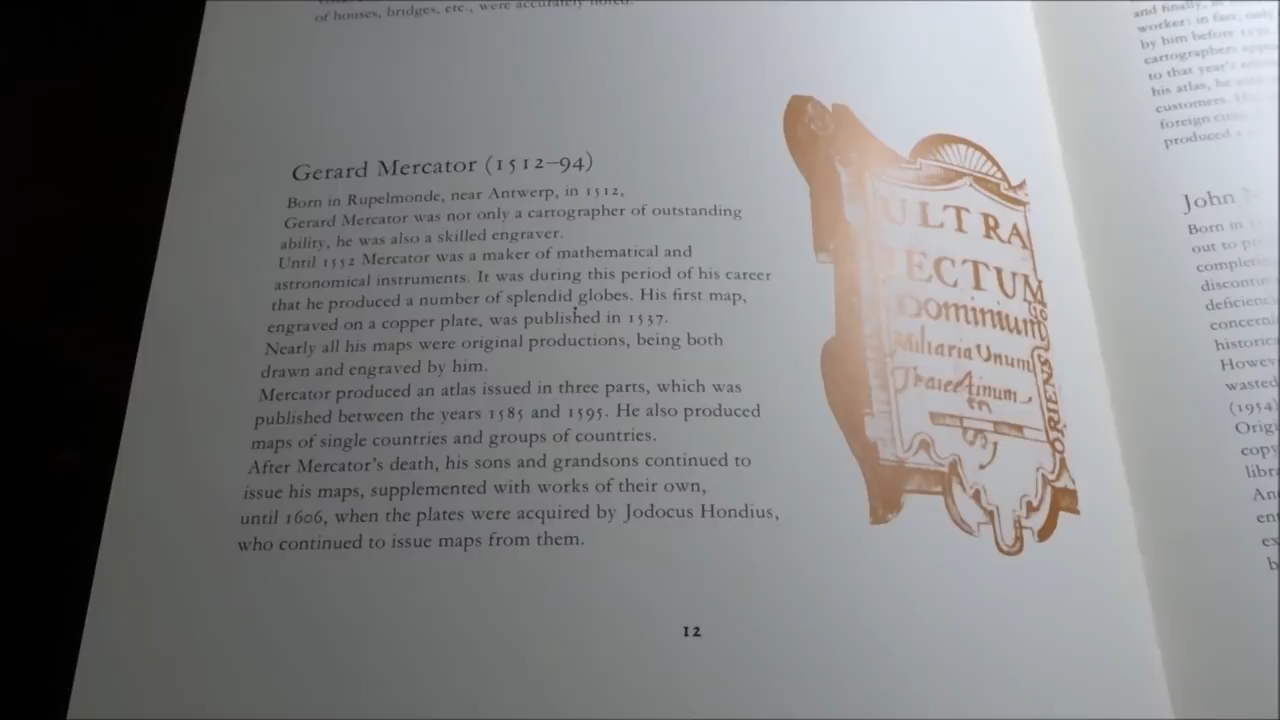 of houses, bridges, etc., were accurately noted.
Gerard Mercator (1512–94)
Born in Rupelmonde, near Antwerp, in 1512,
Gerard Mercator was not only a cartographer of outstanding
ability, he was also a skilled engraver.
Until 1552 Mercator was a maker of mathematical and
astronomical instruments. It was during this period of his career
that he produced a number of splendid globes. His first map,
engraved on a copper plate, was published in 1537.
Nearly all his maps were original productions, being both
drawn and engraved by him.
Mercator produced an atlas issued in three parts, which was
published between the years 1585 and 1595. He also produced
maps of single countries and groups of countries.
After Mercator's death, his sons and grandsons continued to
issue his maps, supplemented with works of their own,
until 1606, when the plates were acquired by Jodocus Hondius,
who continued to issue maps from them.
12
ULTRA
ECTUM
Dominium
Miliaria Unum
Traiectinum
ORIENS
and finally,
worker: in fact, only
by him before
cartographers
to that year's
his atlas, he
customers.
foreign
produced a
John
Born in
out to
discontin
deficienc
concerni
historica
Howev
wasted
(1954)
Origi
copy
libra